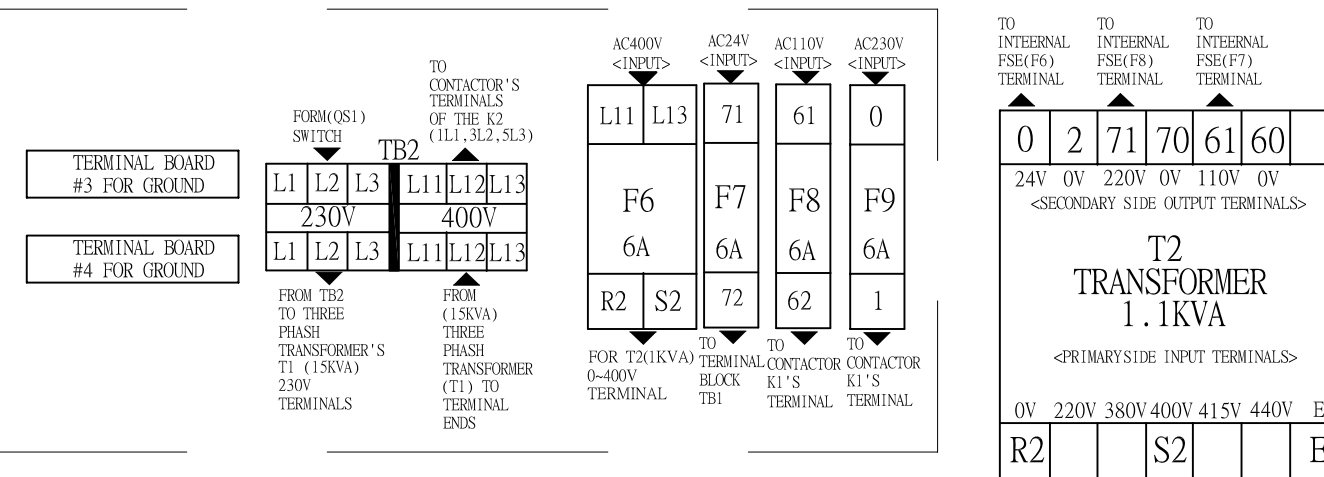 TERMINAL BOARD
#3 FOR GROUND
TERMINAL BOARD
#4 FOR GROUND
FORM(QS1)
SWITCH
TB2
TO
CONTACTOR'S
TERMINALS
OF THE K2
(1L1,3L2,5L3)
L1 L2 L3 L11 L12 L13
230V 400V
L1 L2 L3 L11 L12 L13
FROM TB2
TO THREE
PHASH
TRANSFORMER'S
T1 (15KVA)
230V
TERMINALS
FROM
(15KVA)
THREE
PHASH
TRANSFORMER
(T1) TO
TERMINAL
ENDS
AC400V
<INPUT>
L11 L13
F6
6A
R2 S2
FOR T2(1KVA)
0~400V
TERMINAL
AC24V
<INPUT>
71
F7
6A
72
TO
TERMINAL
BLOCK
TB1
AC110V
<INPUT>
61
F8
6A
62
TO
CONTACTOR
K1'S
TERMINAL
AC230V
<INPUT>
0
F9
6A
1
TO
CONTACTOR
K1'S
TERMINAL
TO
INTEERNAL
FSE(F6)
TERMINAL
TO
INTEERNAL
FSE(F8)
TERMINAL
TO
INTEERNAL
FSE(F7)
TERMINAL
0 2 71 70 61 60
24V 0V 220V 0V 110V 0V
<SECONDARY SIDE OUTPUT TERMINALS>
T2
TRANSFORMER
1.1KVA
<PRIMARYSIDE INPUT TERMINALS>
0V 220V 380V 400V 415V 440V E
R2 S2 E